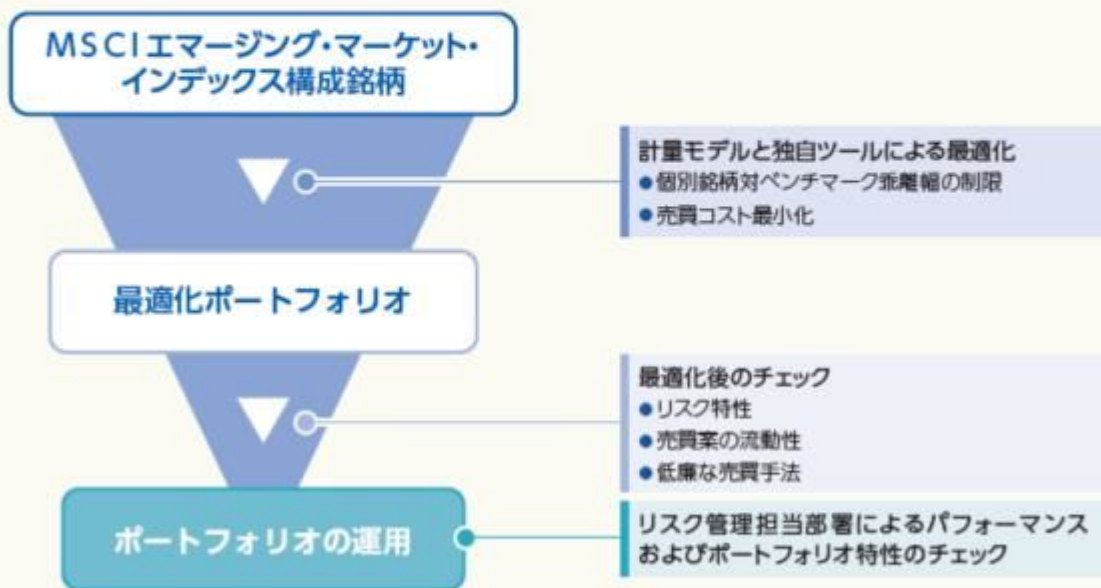 MSCIエマージング・マーケット・
インデックス構成銘柄
計量モデルと独自ツールによる最適化
●個別銘柄対ベンチマーク乖離幅の制限
●売買コスト最小化
最適化ポートフォリオ
最適化後のチェック
●リスク特性
●売買案の流動性
●低廉な売買手法
ポートフォリオの運用
リスク管理担当部署によるパフォーマンス
およびポートフォリオ特性のチェック